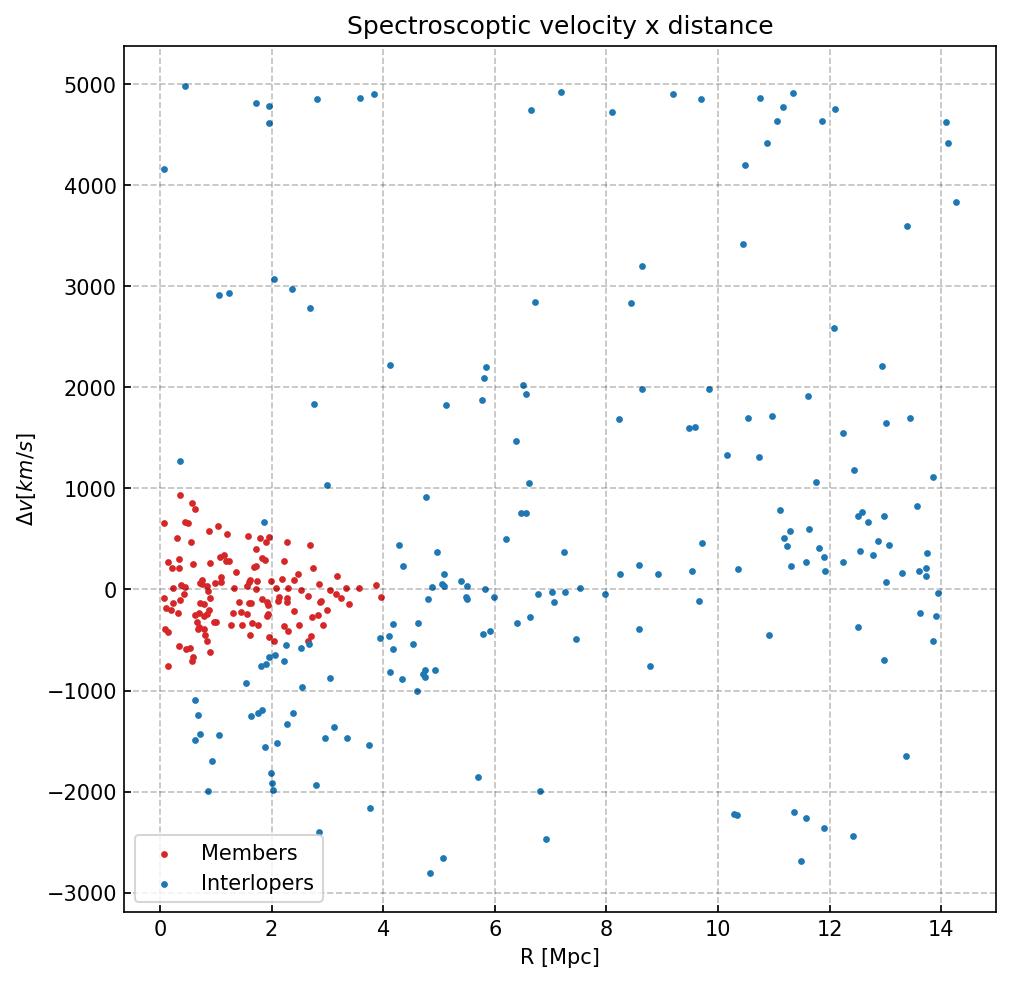 Spectroscoptic velocity x distance
5000
4000
3000
2000
1000
0
−1000
−2000
−3000
Δv[km/s]
Members
Interlopers
0 2 4 6 8 10 12 14
R [Mpc]